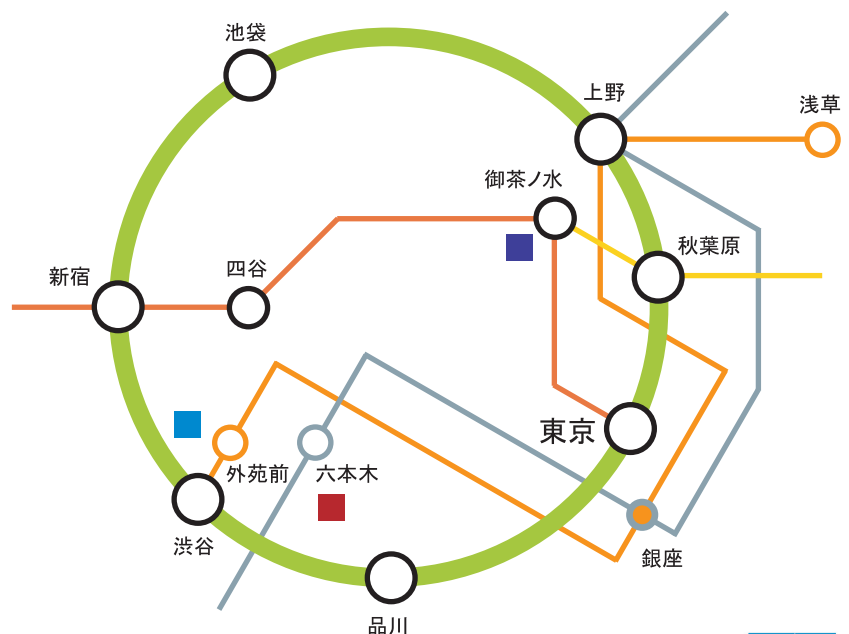 池袋
上野
浅草
御茶ノ水
秋葉原
新宿
四谷
東京
外苑前
六本木
渋谷
銀座
品川